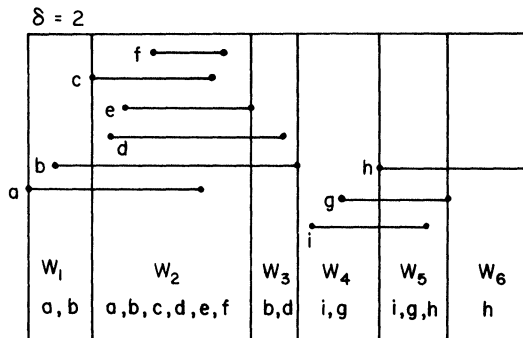 δ = 2
f
c
e
d
b
h
a
g
i
W₁ W₂ W₃ W₄ W₅ W₆
a, b a, b, c, d, e, f b, d i, g i, g, h h